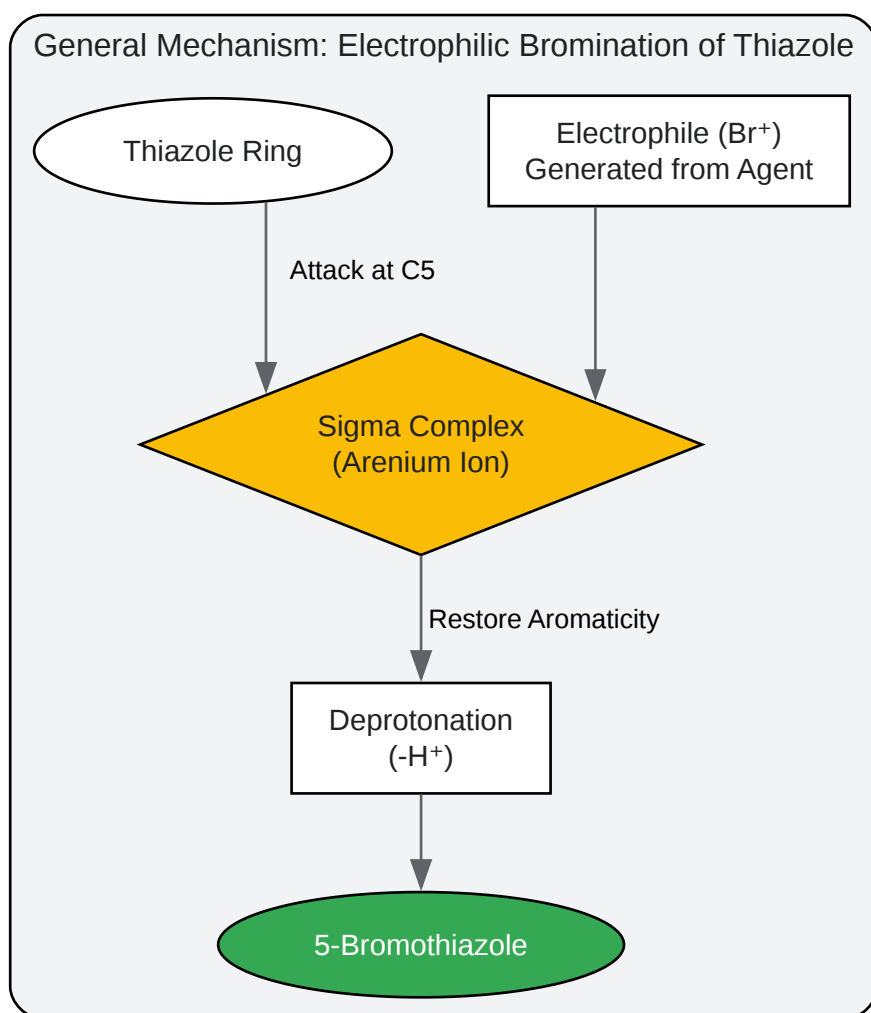 General Mechanism: Electrophilic Bromination of Thiazole
Thiazole Ring
Electrophile (Br⁺)
Generated from Agent
Attack at C5
Sigma Complex
(Arenium Ion)
Restore Aromaticity
Deprotonation
(-H⁺)
5-Bromothiazole